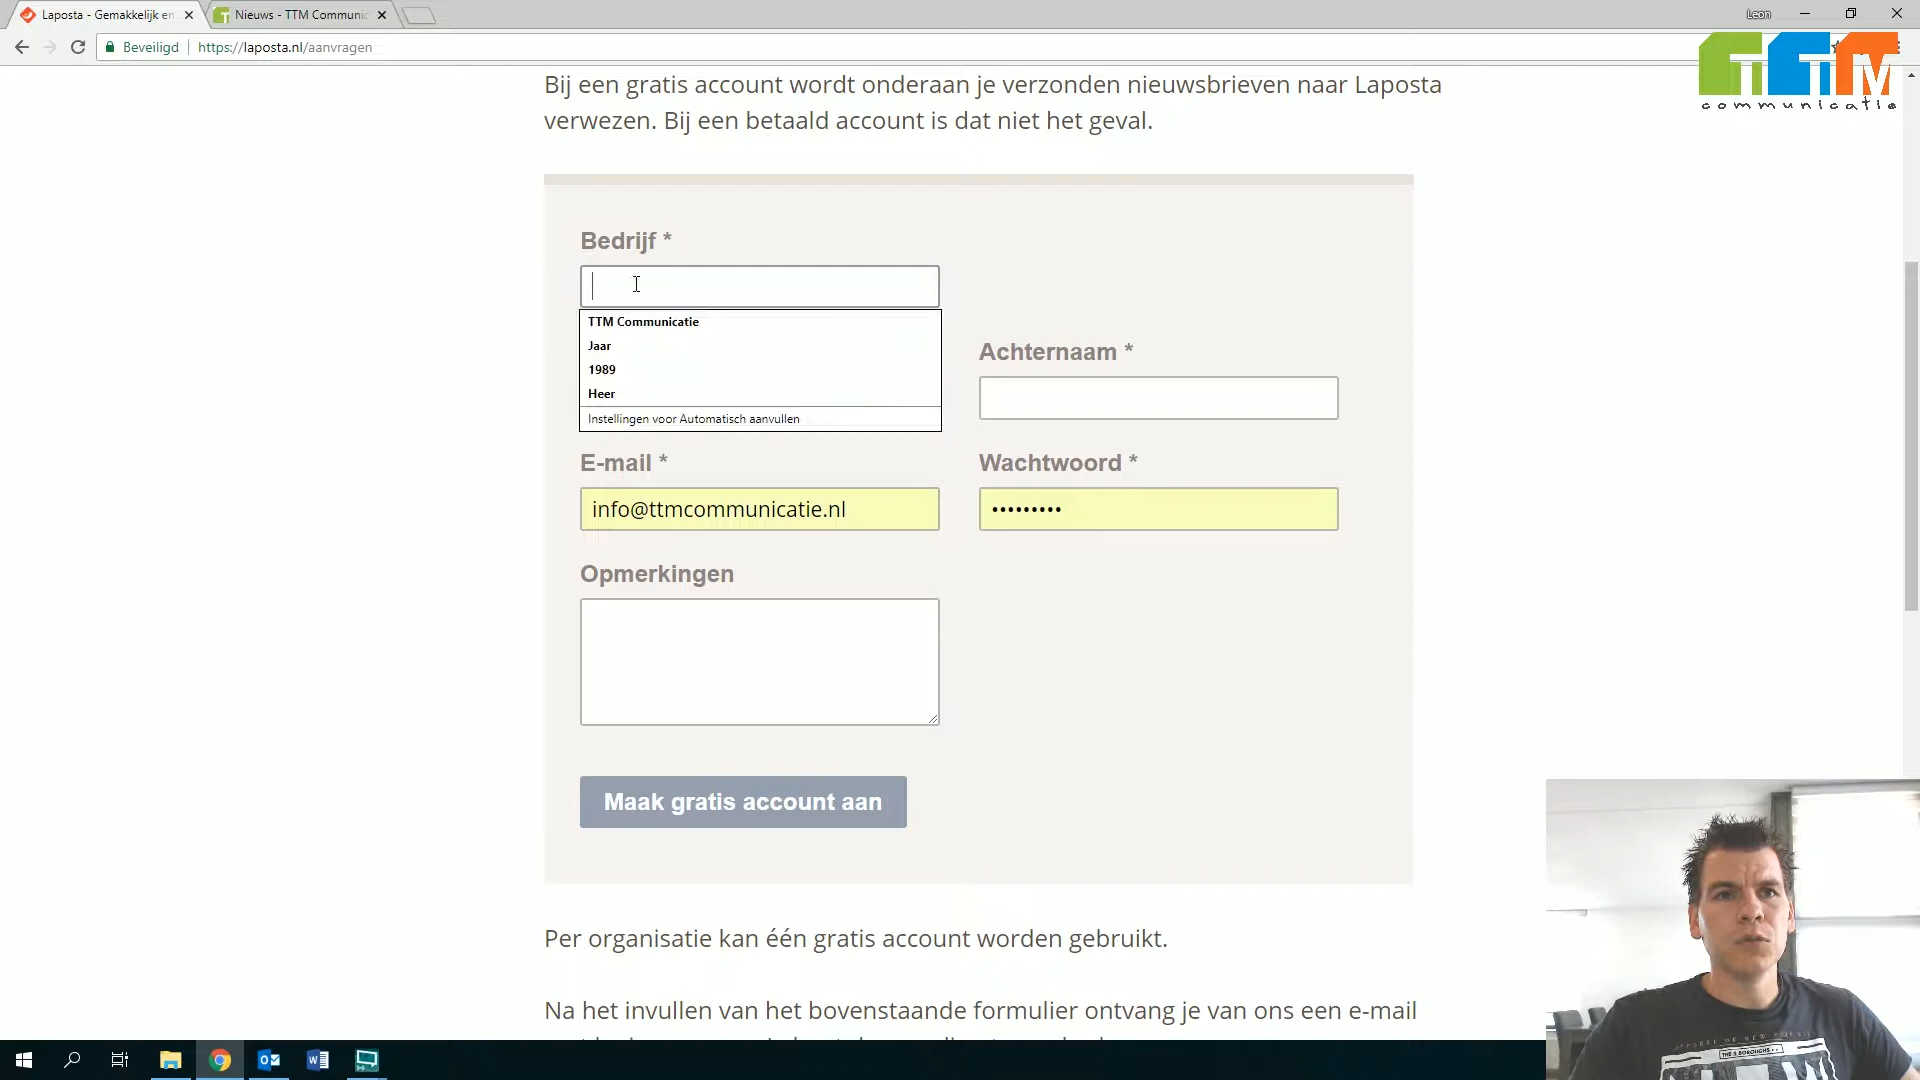 Laposta - Gemakkelijk en
Nieuws - TTM Communic
Leon
Beveiligd
https://laposta.nl/aanvragen
TTM
communicatie
Bij een gratis account wordt onderaan je verzonden nieuwsbrieven naar Laposta
verwezen. Bij een betaald account is dat niet het geval.
Bedrijf *
TTM Communicatie
Jaar
1989
Heer
Instellingen voor Automatisch aanvullen
Achternaam *
E-mail *
Wachtwoord *
info@ttmcommunicatie.nl
•••••••••
Opmerkingen
Maak gratis account aan
Per organisatie kan één gratis account worden gebruikt.
Na het invullen van het bovenstaande formulier ontvang je van ons een e-mail
THE 5 BOROUGHS